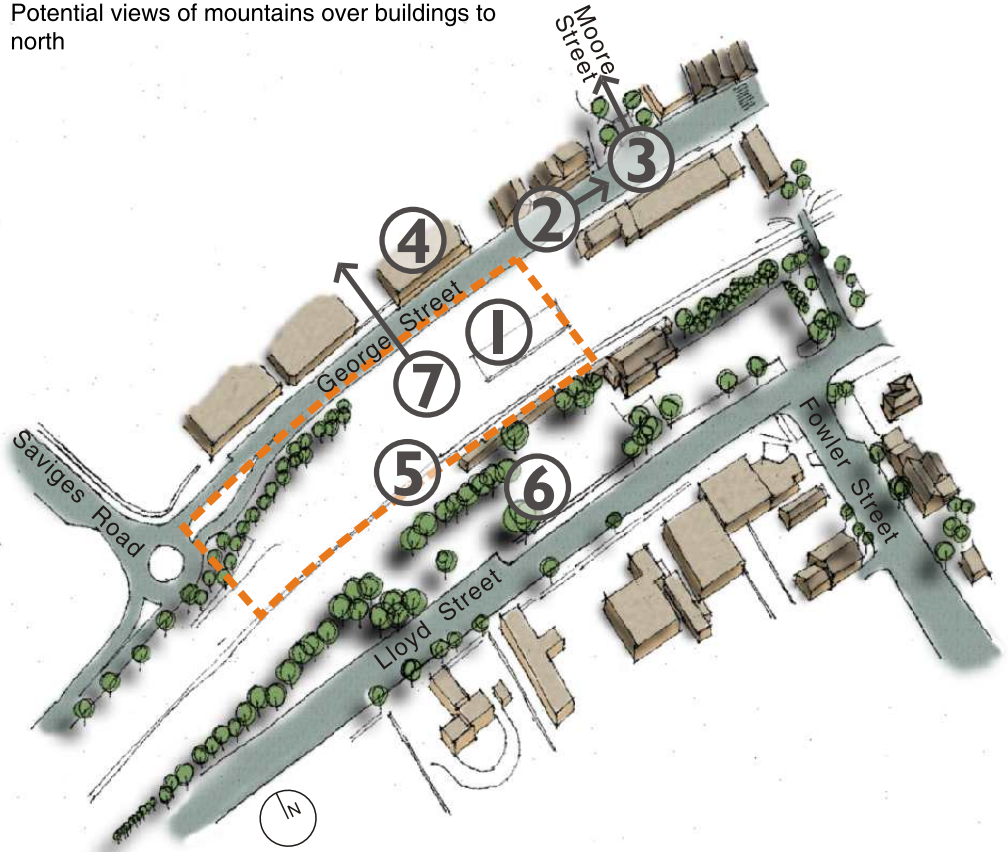 Potential views of mountains over buildings to
north
Moore
Street
3
2
4
George Street
1
7
5
6
Saviges Road
Fowler Street
Lloyd Street
N